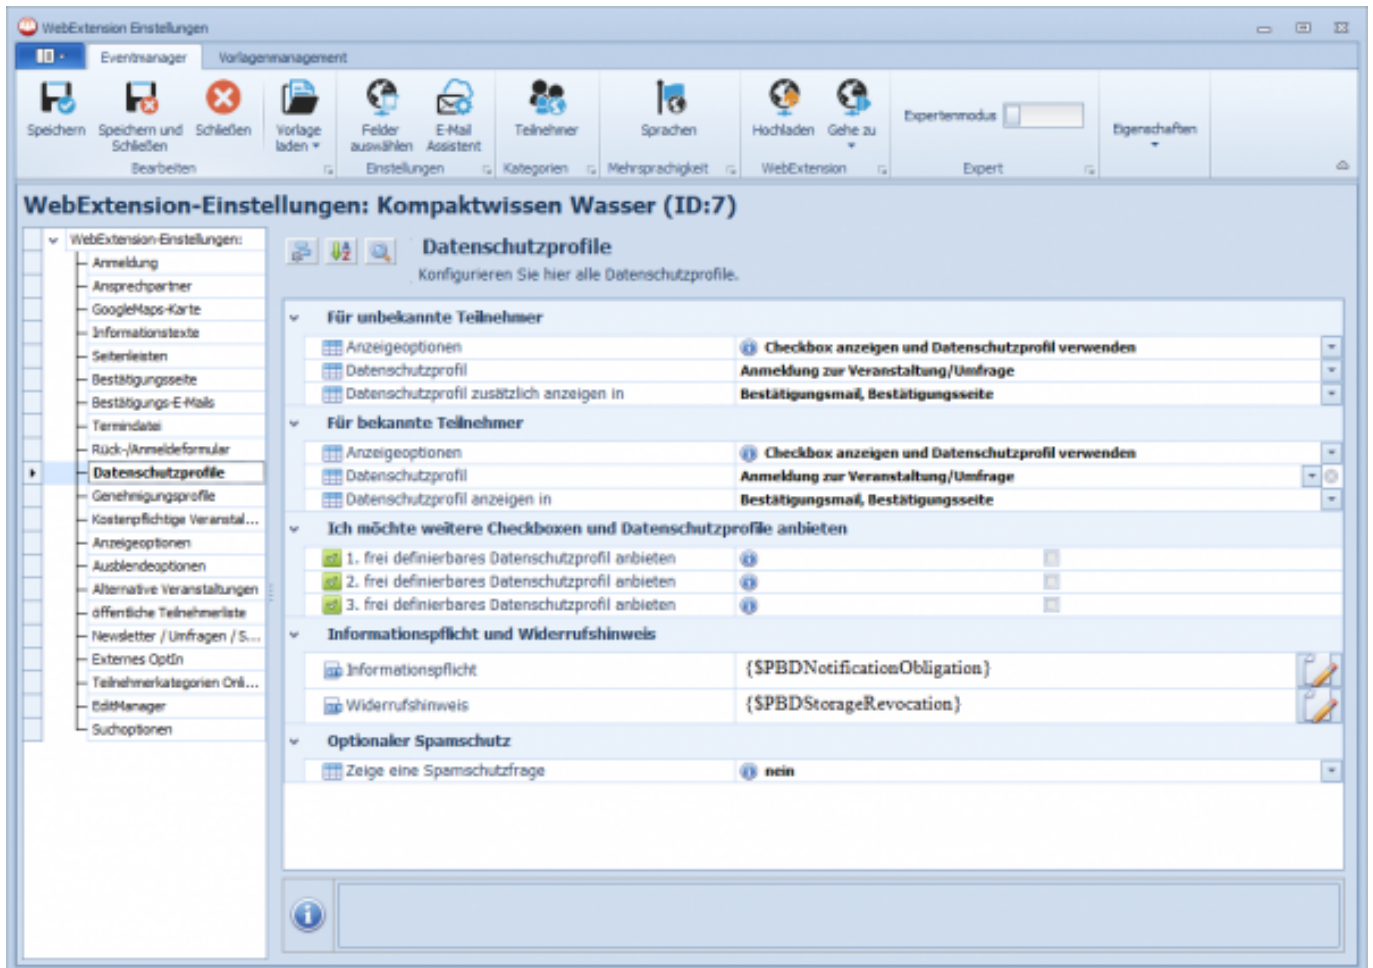 WebExtension Einstellungen
Eventmanager Vorlagenmanagement
Speichern Speichern und Schließen Schließen Vorlage laden Felder auswählen E-Mail Assistent Teilnehmer Sprachen Hochladen Gehe zu Expertenmodus Eigenschaften
Bearbeiten Einstellungen Kategorien Mehrsprachigkeit WebExtension Expert
WebExtension-Einstellungen: Kompaktwissen Wasser (ID:7)
WebExtension-Einstellungen:
Anmeldung
Ansprechpartner
GoogleMaps-Karte
Informationstexte
Seitenleisten
Bestätigungsseite
Bestätigungs-E-Mails
Termindatei
Rück-/Anmeldeformular
Datenschutzprofile
Genehmigungsprofile
Kostenpflichtige Veranstal...
Anzeigeoptionen
Ausblendeoptionen
Alternative Veranstaltungen
öffentliche Teilnehmerliste
Newsletter / Umfragen / S...
Externes OptIn
Teilnehmerkategorien Onli...
EditManager
Suchoptionen
Datenschutzprofile
Konfigurieren Sie hier alle Datenschutzprofile.
Für unbekannte Teilnehmer
Anzeigeoptionen Checkbox anzeigen und Datenschutzprofil verwenden
Datenschutzprofil Anmeldung zur Veranstaltung/Umfrage
Datenschutzprofil zusätzlich anzeigen in Bestätigungsmail, Bestätigungsseite
Für bekannte Teilnehmer
Anzeigeoptionen Checkbox anzeigen und Datenschutzprofil verwenden
Datenschutzprofil Anmeldung zur Veranstaltung/Umfrage
Datenschutzprofil anzeigen in Bestätigungsmail, Bestätigungsseite
Ich möchte weitere Checkboxen und Datenschutzprofile anbieten
1. frei definierbares Datenschutzprofil anbieten
2. frei definierbares Datenschutzprofil anbieten
3. frei definierbares Datenschutzprofil anbieten
Informationspflicht und Widerrufshinweis
Informationspflicht {$PBDNotificationObligation}
Widerrufshinweis {$PBDStorageRevocation}
Optionaler Spamschutz
Zeige eine Spamschutzfrage nein